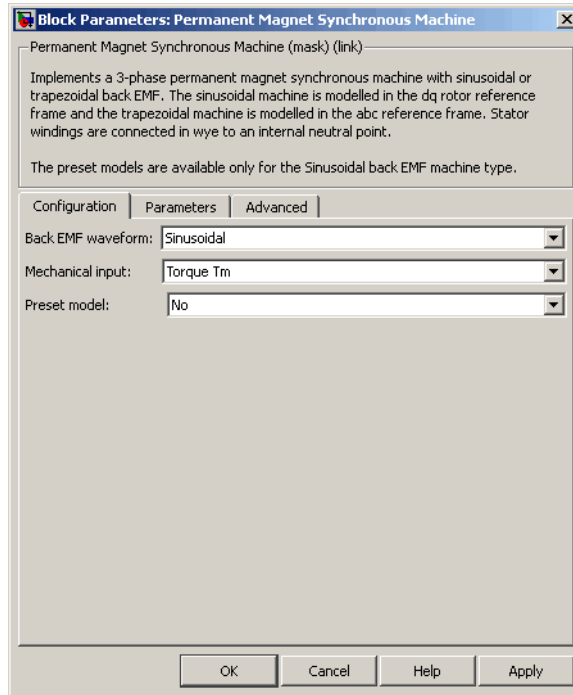 Block Parameters: Permanent Magnet Synchronous Machine
Permanent Magnet Synchronous Machine (mask) (link)
Implements a 3-phase permanent magnet synchronous machine with sinusoidal or
trapezoidal back EMF. The sinusoidal machine is modelled in the dq rotor reference
frame and the trapezoidal machine is modelled in the abc reference frame. Stator
windings are connected in wye to an internal neutral point.
The preset models are available only for the Sinusoidal back EMF machine type.
Configuration Parameters Advanced
Back EMF waveform: Sinusoidal
Mechanical input: Torque Tm
Preset model: No
OK Cancel Help Apply